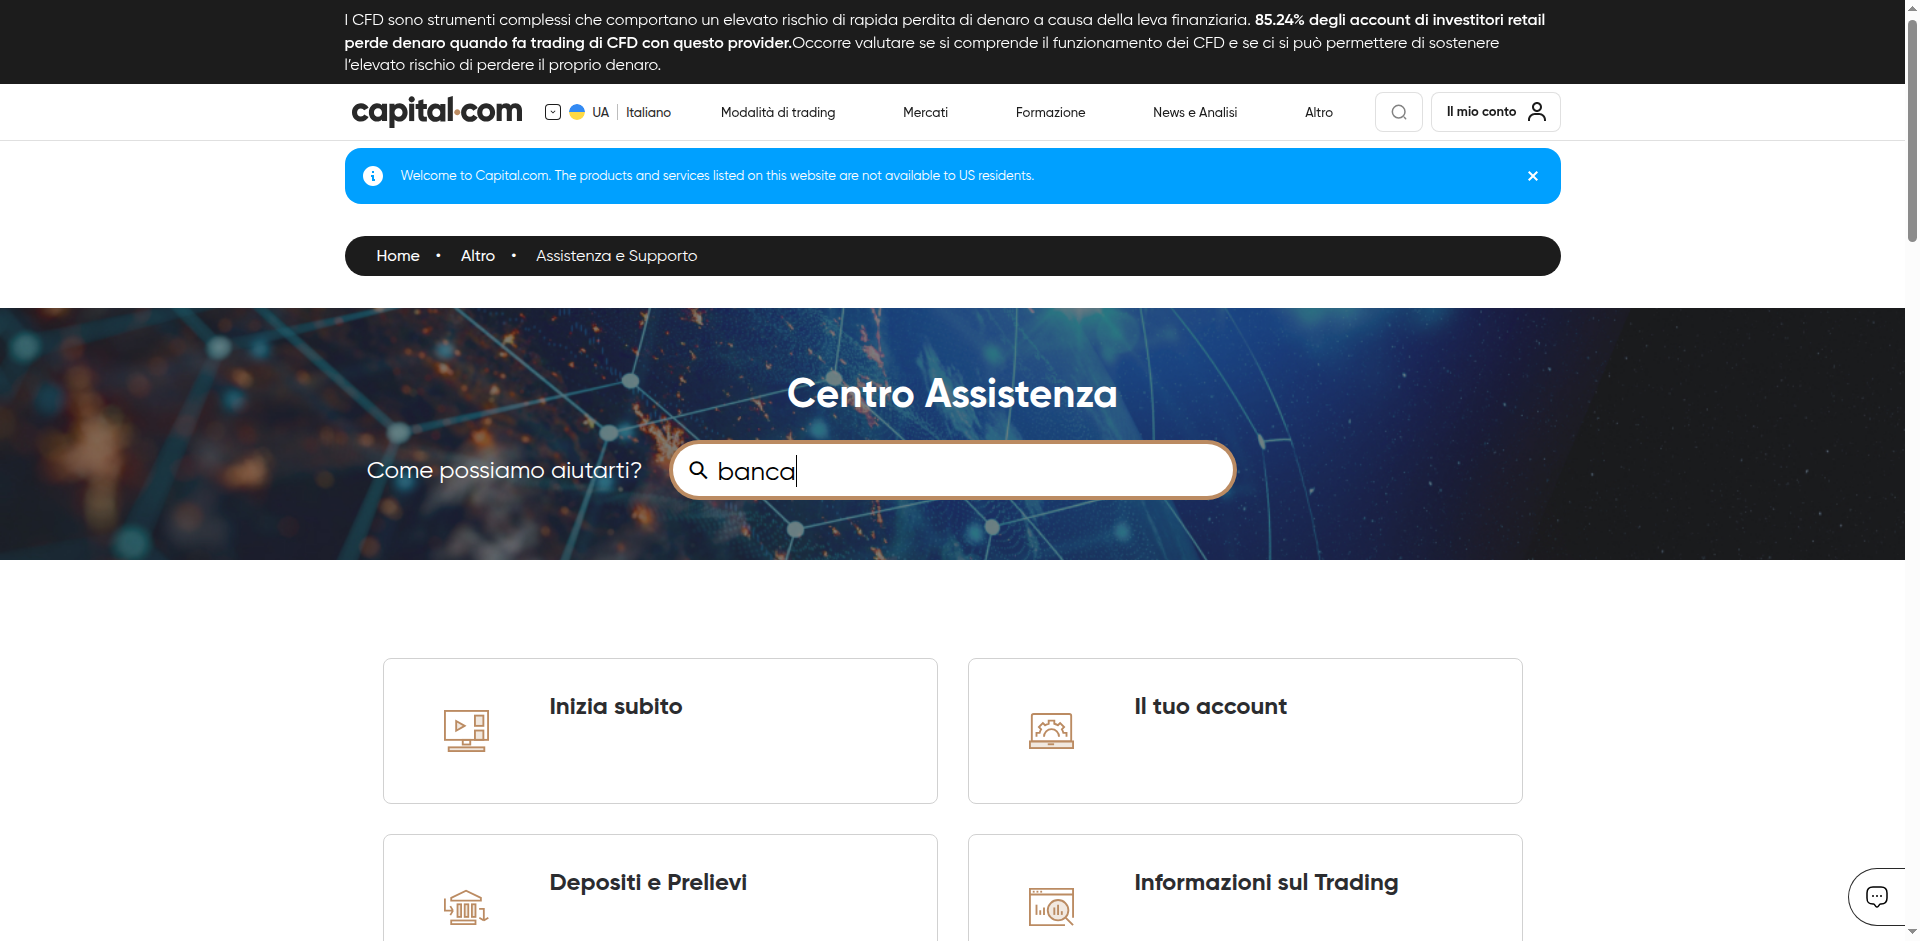 I CFD sono strumenti complessi che comportano un elevato rischio di rapida perdita di denaro a causa della leva finanziaria. 85.24% degli account di investitori retail
perde denaro quando fa trading di CFD con questo provider.Occorre valutare se si comprende il funzionamento dei CFD e se ci si può permettere di sostenere
l'elevato rischio di perdere il proprio denaro.
capital.com UA Italiano Modalità di trading Mercati Formazione News e Analisi Altro Il mio conto
Welcome to Capital.com. The products and services listed on this website are not available to US residents.
Home • Altro • Assistenza e Supporto
Centro Assistenza
Come possiamo aiutarti? banca
Inizia subito
Il tuo account
Depositi e Prelievi
Informazioni sul Trading